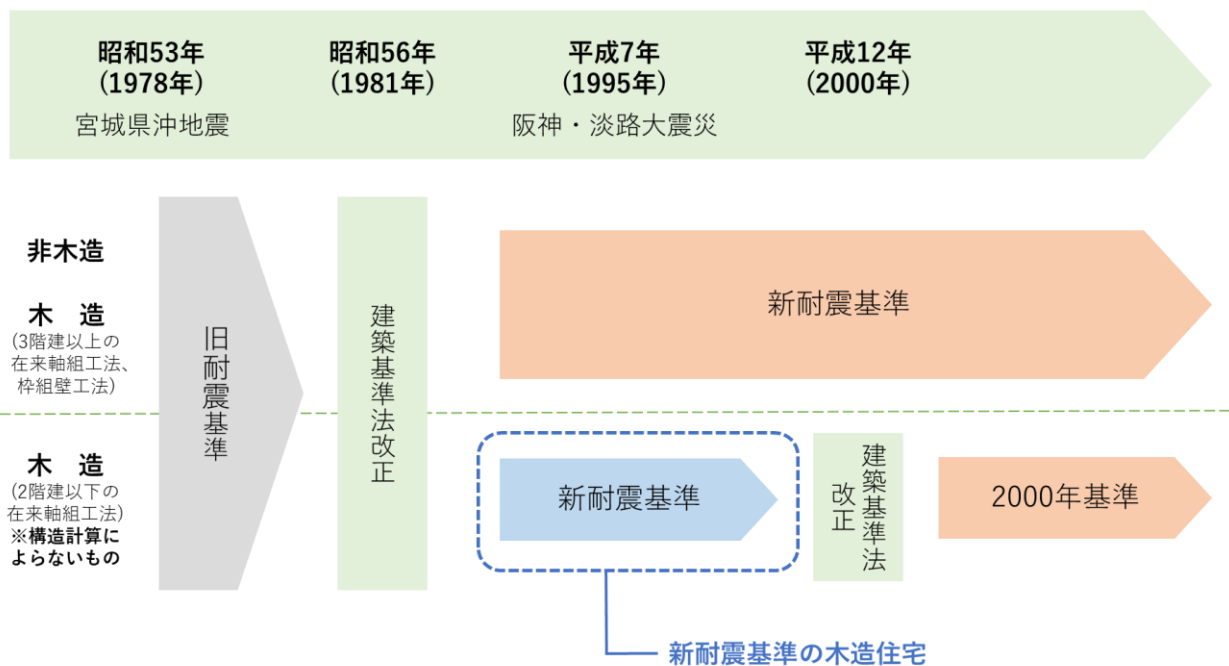 昭和53年
(1978年)
宮城県沖地震
昭和56年
(1981年)
平成7年
(1995年)
阪神・淡路大震災
平成12年
(2000年)
非木造
木　造
(3階建以上の
在来軸組工法、
枠組壁工法)
旧耐震基準
建築基準法改正
新耐震基準
木　造
(2階建以下の
在来軸組工法)
※構造計算に
よらないもの
新耐震基準
建築基準法
改正
2000年基準
新耐震基準の木造住宅